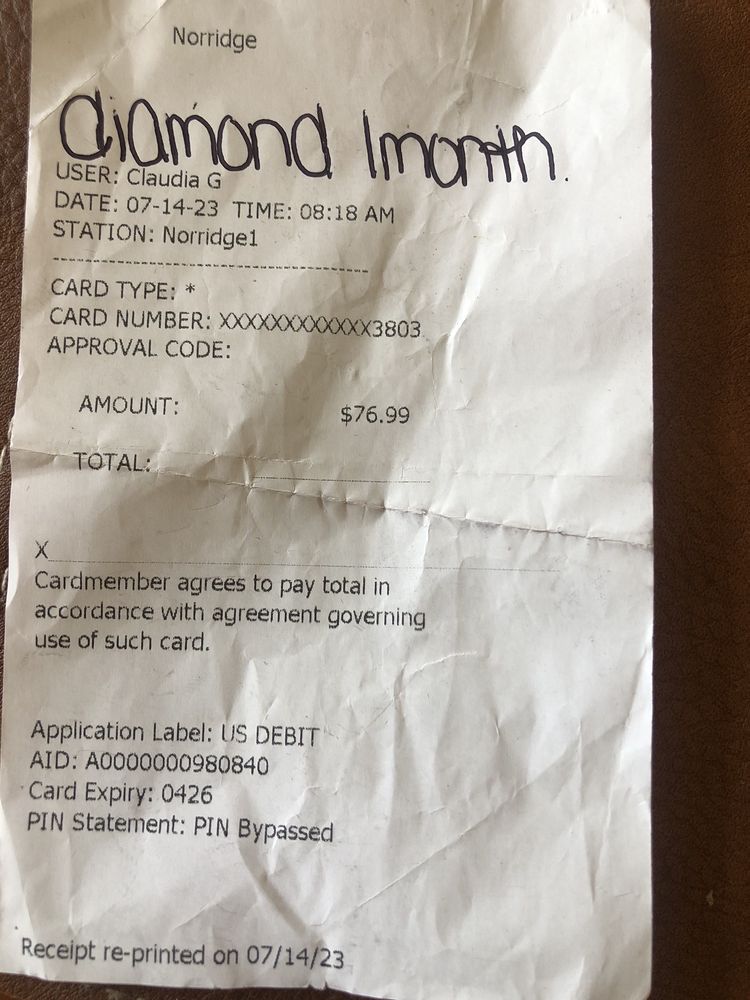 Norridge
diamond 1month.
USER: Claudia G
DATE: 07-14-23 TIME: 08:18 AM
STATION: Norridge1
--------------------------------------------
CARD TYPE: *
CARD NUMBER: XXXXXXXXXXXX3803
APPROVAL CODE:
AMOUNT: $76.99
TOTAL:
X
Cardmember agrees to pay total in
accordance with agreement governing
use of such card.
Application Label: US DEBIT
AID: A0000000980840
Card Expiry: 0426
PIN Statement: PIN Bypassed
Receipt re-printed on 07/14/23